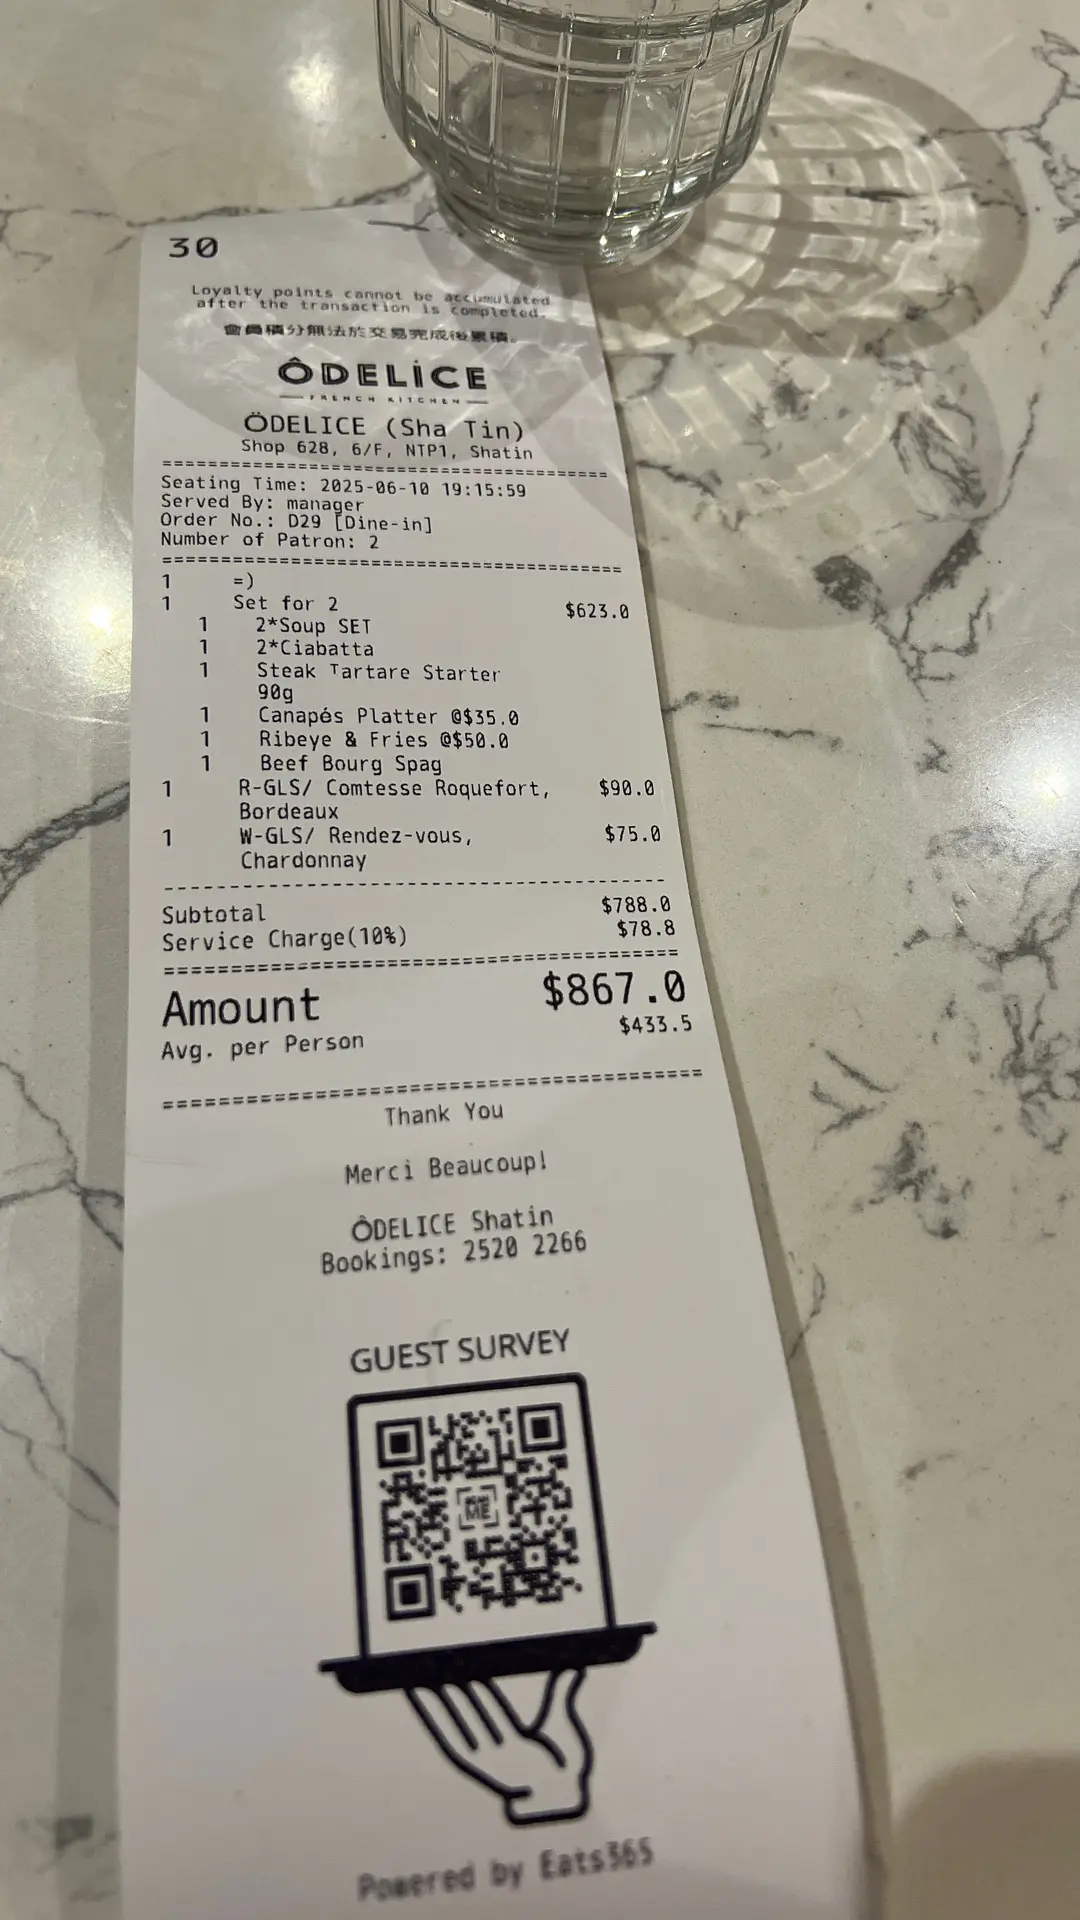 30
Loyalty points cannot be accumulated
after the transaction is completed.
會員積分無法於交易完成後累積。
ÔDELİCE
FRENCH KITCHEN
ÔDELICE (Sha Tin)
Shop 628, 6/F, NTP1, Shatin
======================================
Seating Time: 2025-06-10 19:15:59
Served By: manager
Order No.: D29 [Dine-in]
Number of Patron: 2
======================================
1 =)
1 Set for 2 $623.0
1 2*Soup SET
1 2*Ciabatta
1 Steak Tartare Starter
90g
1 Canapés Platter @$35.0
1 Ribeye & Fries @$50.0
1 Beef Bourg Spag
1 R-GLS/ Comtesse Roquefort, $90.0
Bordeaux
1 W-GLS/ Rendez-vous, $75.0
Chardonnay
--------------------------------------
Subtotal $788.0
Service Charge(10%) $78.8
======================================
Amount $867.0
Avg. per Person $433.5
======================================
Thank You
Merci Beaucoup!
ÔDELICE Shatin
Bookings: 2520 2266
GUEST SURVEY
ME
Powered by Eats365